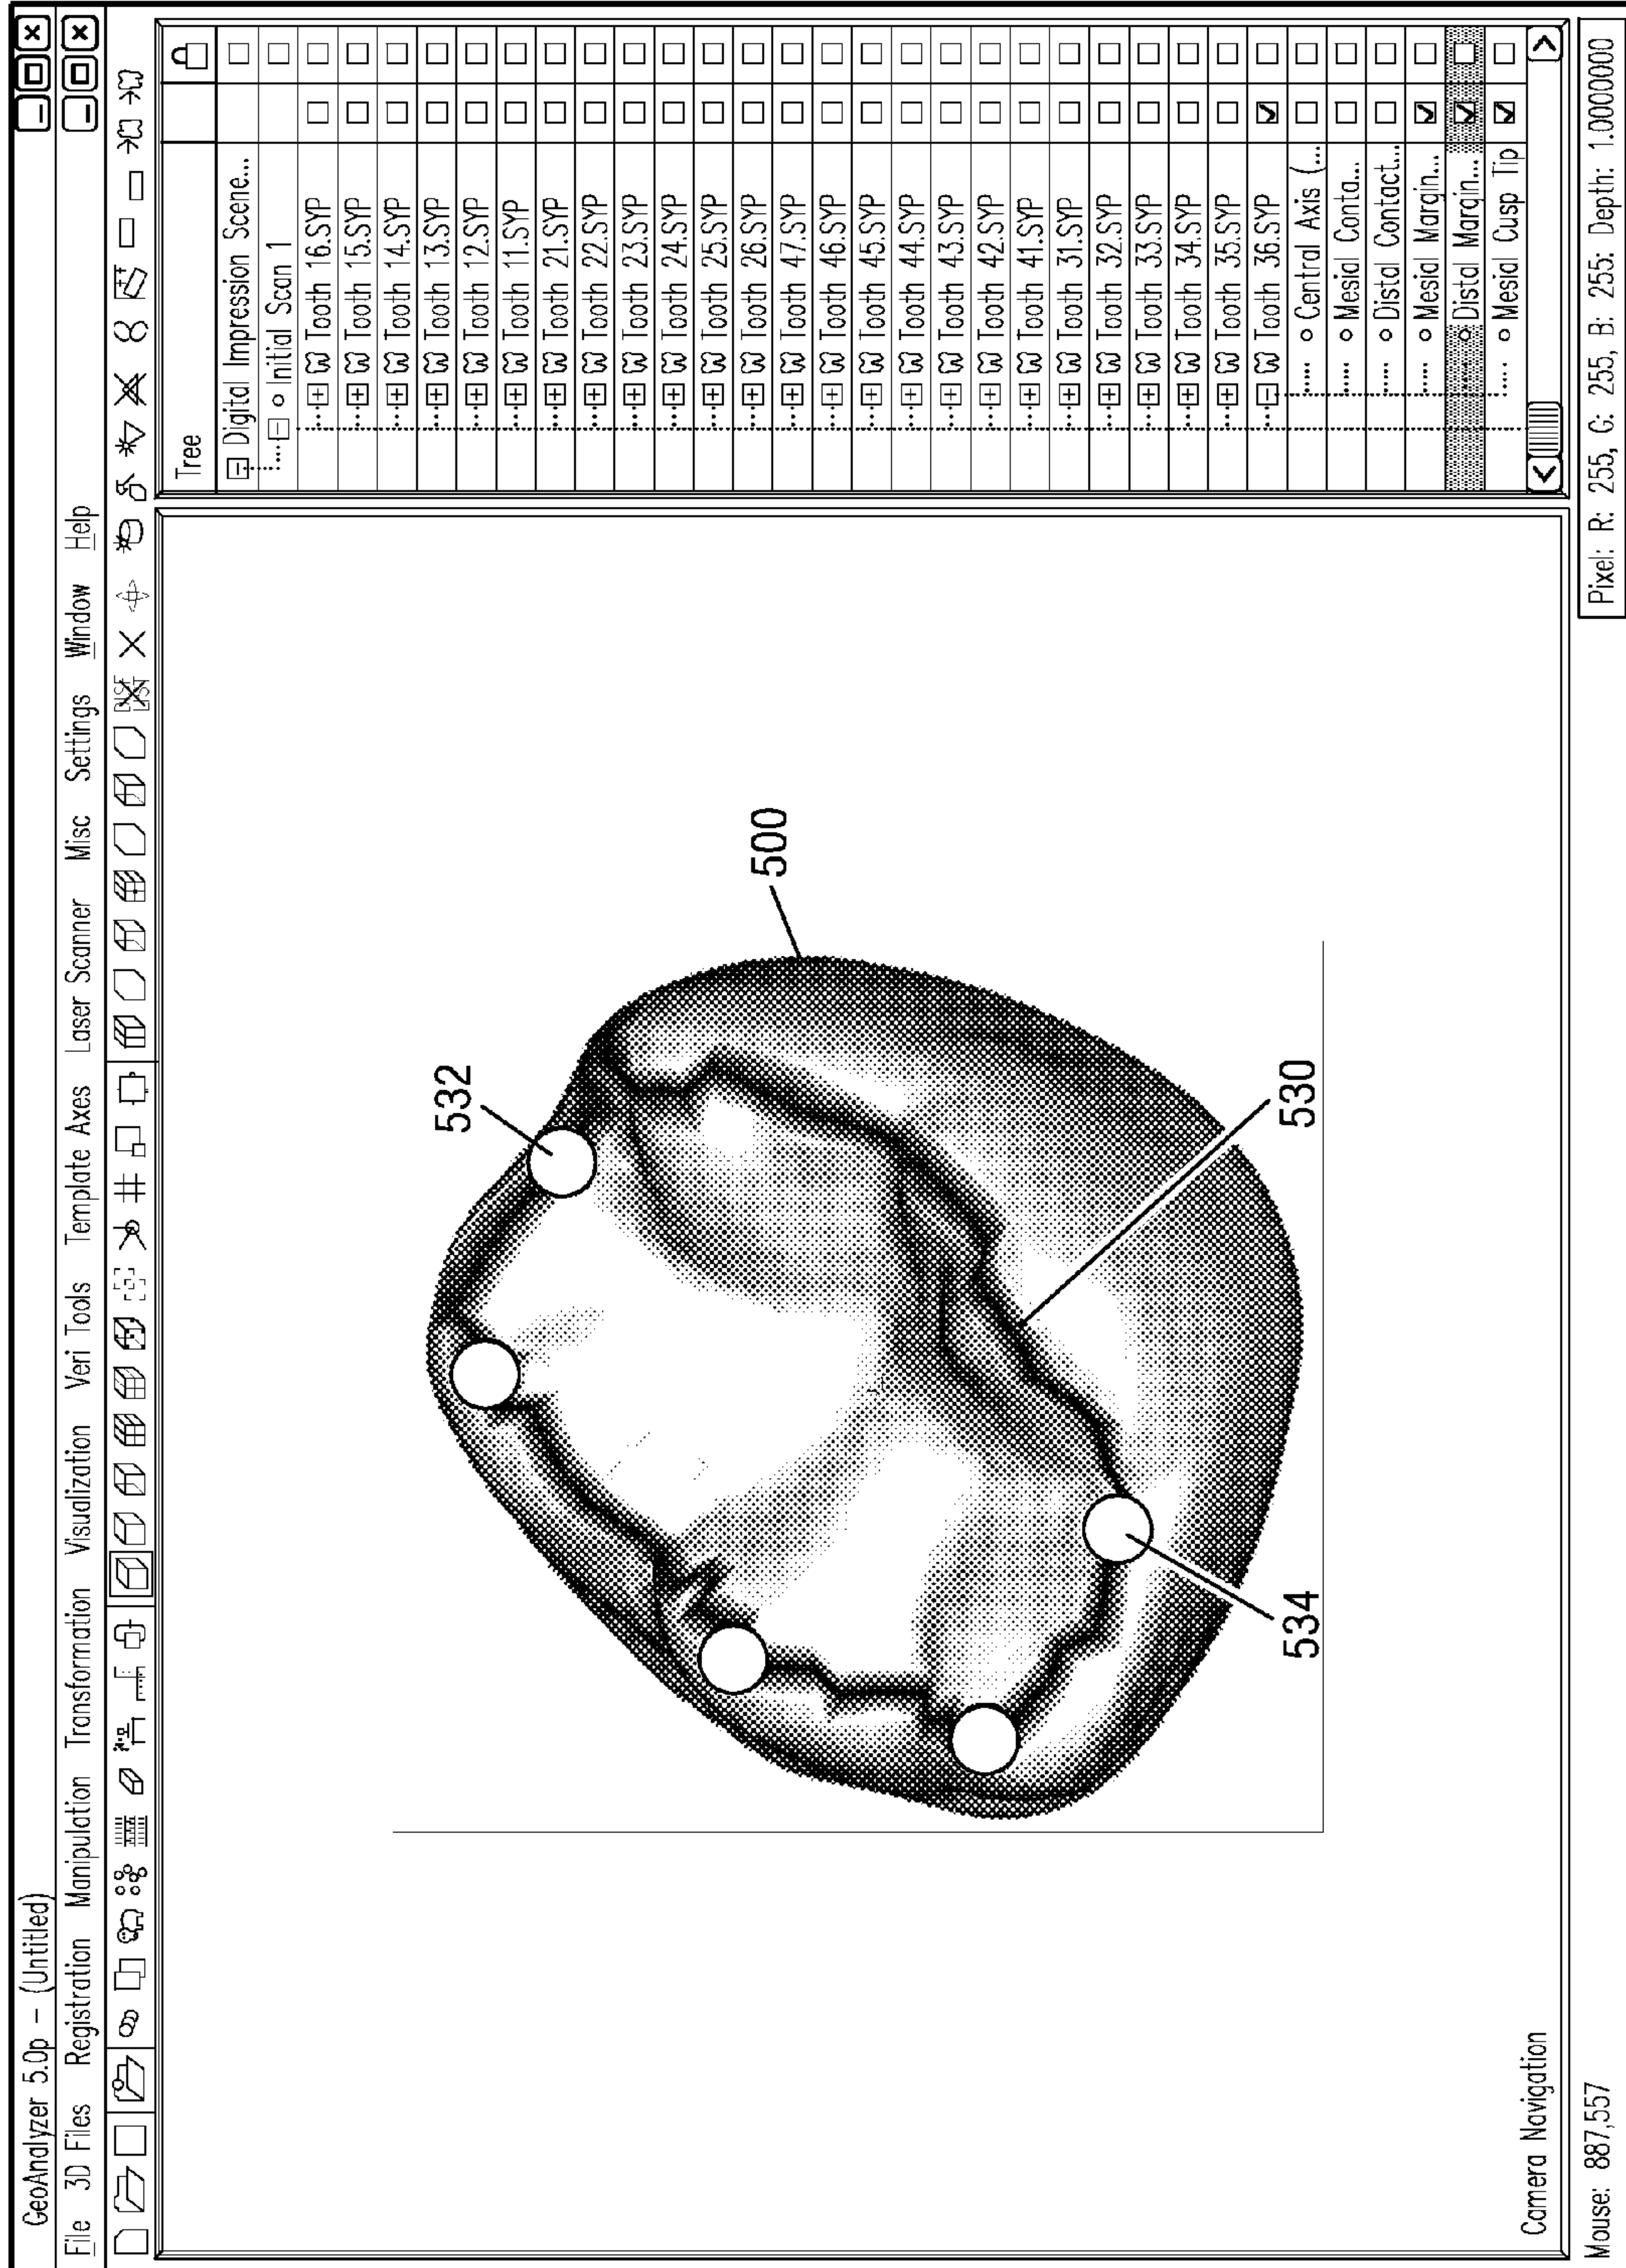 GeoAnalyzer 5.0p – (Untitled)
File 3D Files Registration Manipulation Transformation Visualization Veri Tools Template Axes Laser Scanner Misc Settings Window Help
Tree
Digital Impression Scene...
Initial Scan 1
Tooth 16.SYP
Tooth 15.SYP
Tooth 14.SYP
Tooth 13.SYP
Tooth 12.SYP
Tooth 11.SYP
Tooth 21.SYP
Tooth 22.SYP
Tooth 23.SYP
Tooth 24.SYP
Tooth 25.SYP
Tooth 26.SYP
Tooth 47.SYP
Tooth 46.SYP
Tooth 45.SYP
Tooth 44.SYP
Tooth 43.SYP
Tooth 42.SYP
Tooth 41.SYP
Tooth 31.SYP
Tooth 32.SYP
Tooth 33.SYP
Tooth 34.SYP
Tooth 35.SYP
Tooth 36.SYP
Central Axis (...
Mesial Conta...
Distal Contact...
Mesial Margin...
Distal Margin...
Mesial Cusp Tip
532
500
530
534
Camera Navigation
Mouse: 887,557
Pixel: R: 255, G: 255, B: 255: Depth: 1.0000000